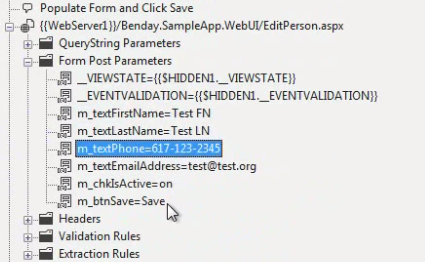 Populate Form and Click Save
{{WebServer1}}/Benday.SampleApp.WebUI/EditPerson.aspx
QueryString Parameters
Form Post Parameters
__VIEWSTATE={{$HIDDEN1.__VIEWSTATE}}
__EVENTVALIDATION={{$HIDDEN1.__EVENTVALIDATION}}
m_textFirstName=Test FN
m_textLastName=Test LN
m_textPhone=617-123-2345
m_textEmailAddress=test@test.org
m_chkIsActive=on
m_btnSave=Save
Headers
Validation Rules
Extraction Rules